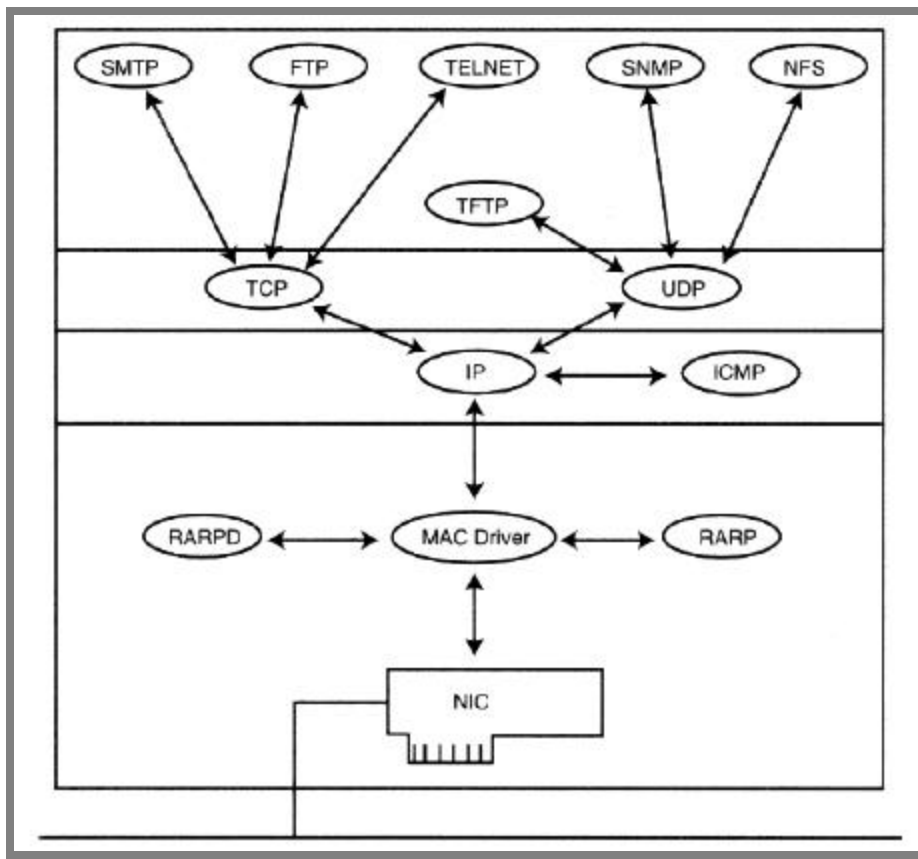 SMTP FTP TELNET SNMP NFS
TFTP
TCP UDP
IP ICMP
RARPD MAC Driver RARP
NIC